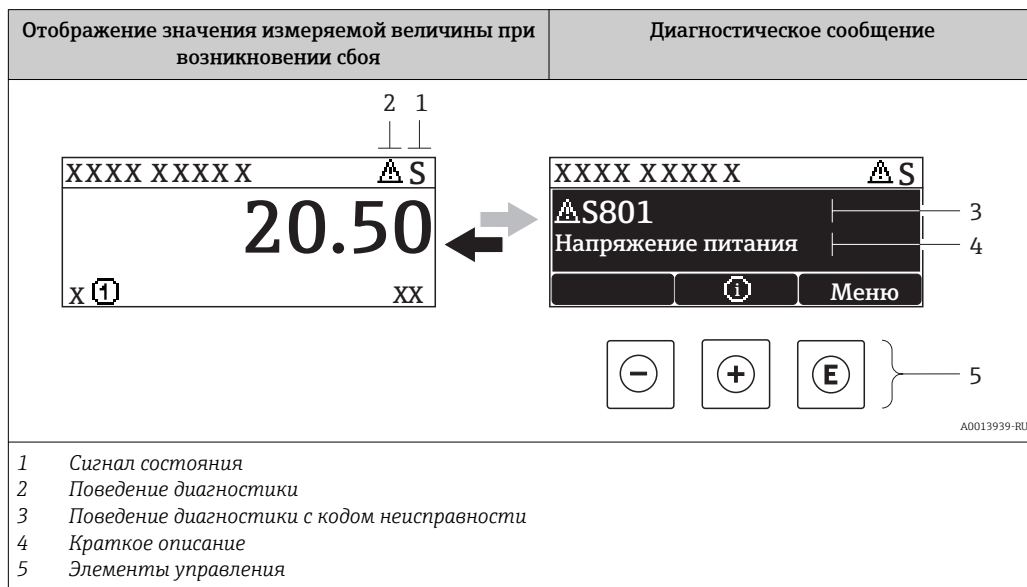 Отображение значения измеряемой величины при возникновении сбоя
Диагностическое сообщение
2 1
XXXX XXXXX ⚠ S
20.50
X ① XX
XXXX XXXXX ⚠ S
⚠S801
Напряжение питания
ⓘ Меню
3
4
− + E
5
A0013939-RU
1 Сигнал состояния
2 Поведение диагностики
3 Поведение диагностики с кодом неисправности
4 Краткое описание
5 Элементы управления